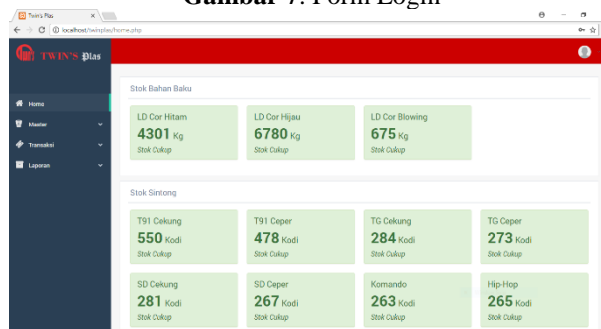 Gambar 7. Form Login
Twin's Plas
localhost/twinplas/home.php
TWIN'S Plas
Home
Master
Transaksi
Laporan
Stok Bahan Baku
LD Cor Hitam
4301 Kg
Stok Cukup
LD Cor Hijau
6780 Kg
Stok Cukup
LD Cor Blowing
675 Kg
Stok Cukup
Stok Sintong
T91 Cekung
550 Kodi
Stok Cukup
T91 Ceper
478 Kodi
Stok Cukup
TG Cekung
284 Kodi
Stok Cukup
TG Ceper
273 Kodi
Stok Cukup
SD Cekung
281 Kodi
Stok Cukup
SD Ceper
267 Kodi
Stok Cukup
Komando
263 Kodi
Stok Cukup
Hip-Hop
265 Kodi
Stok Cukup